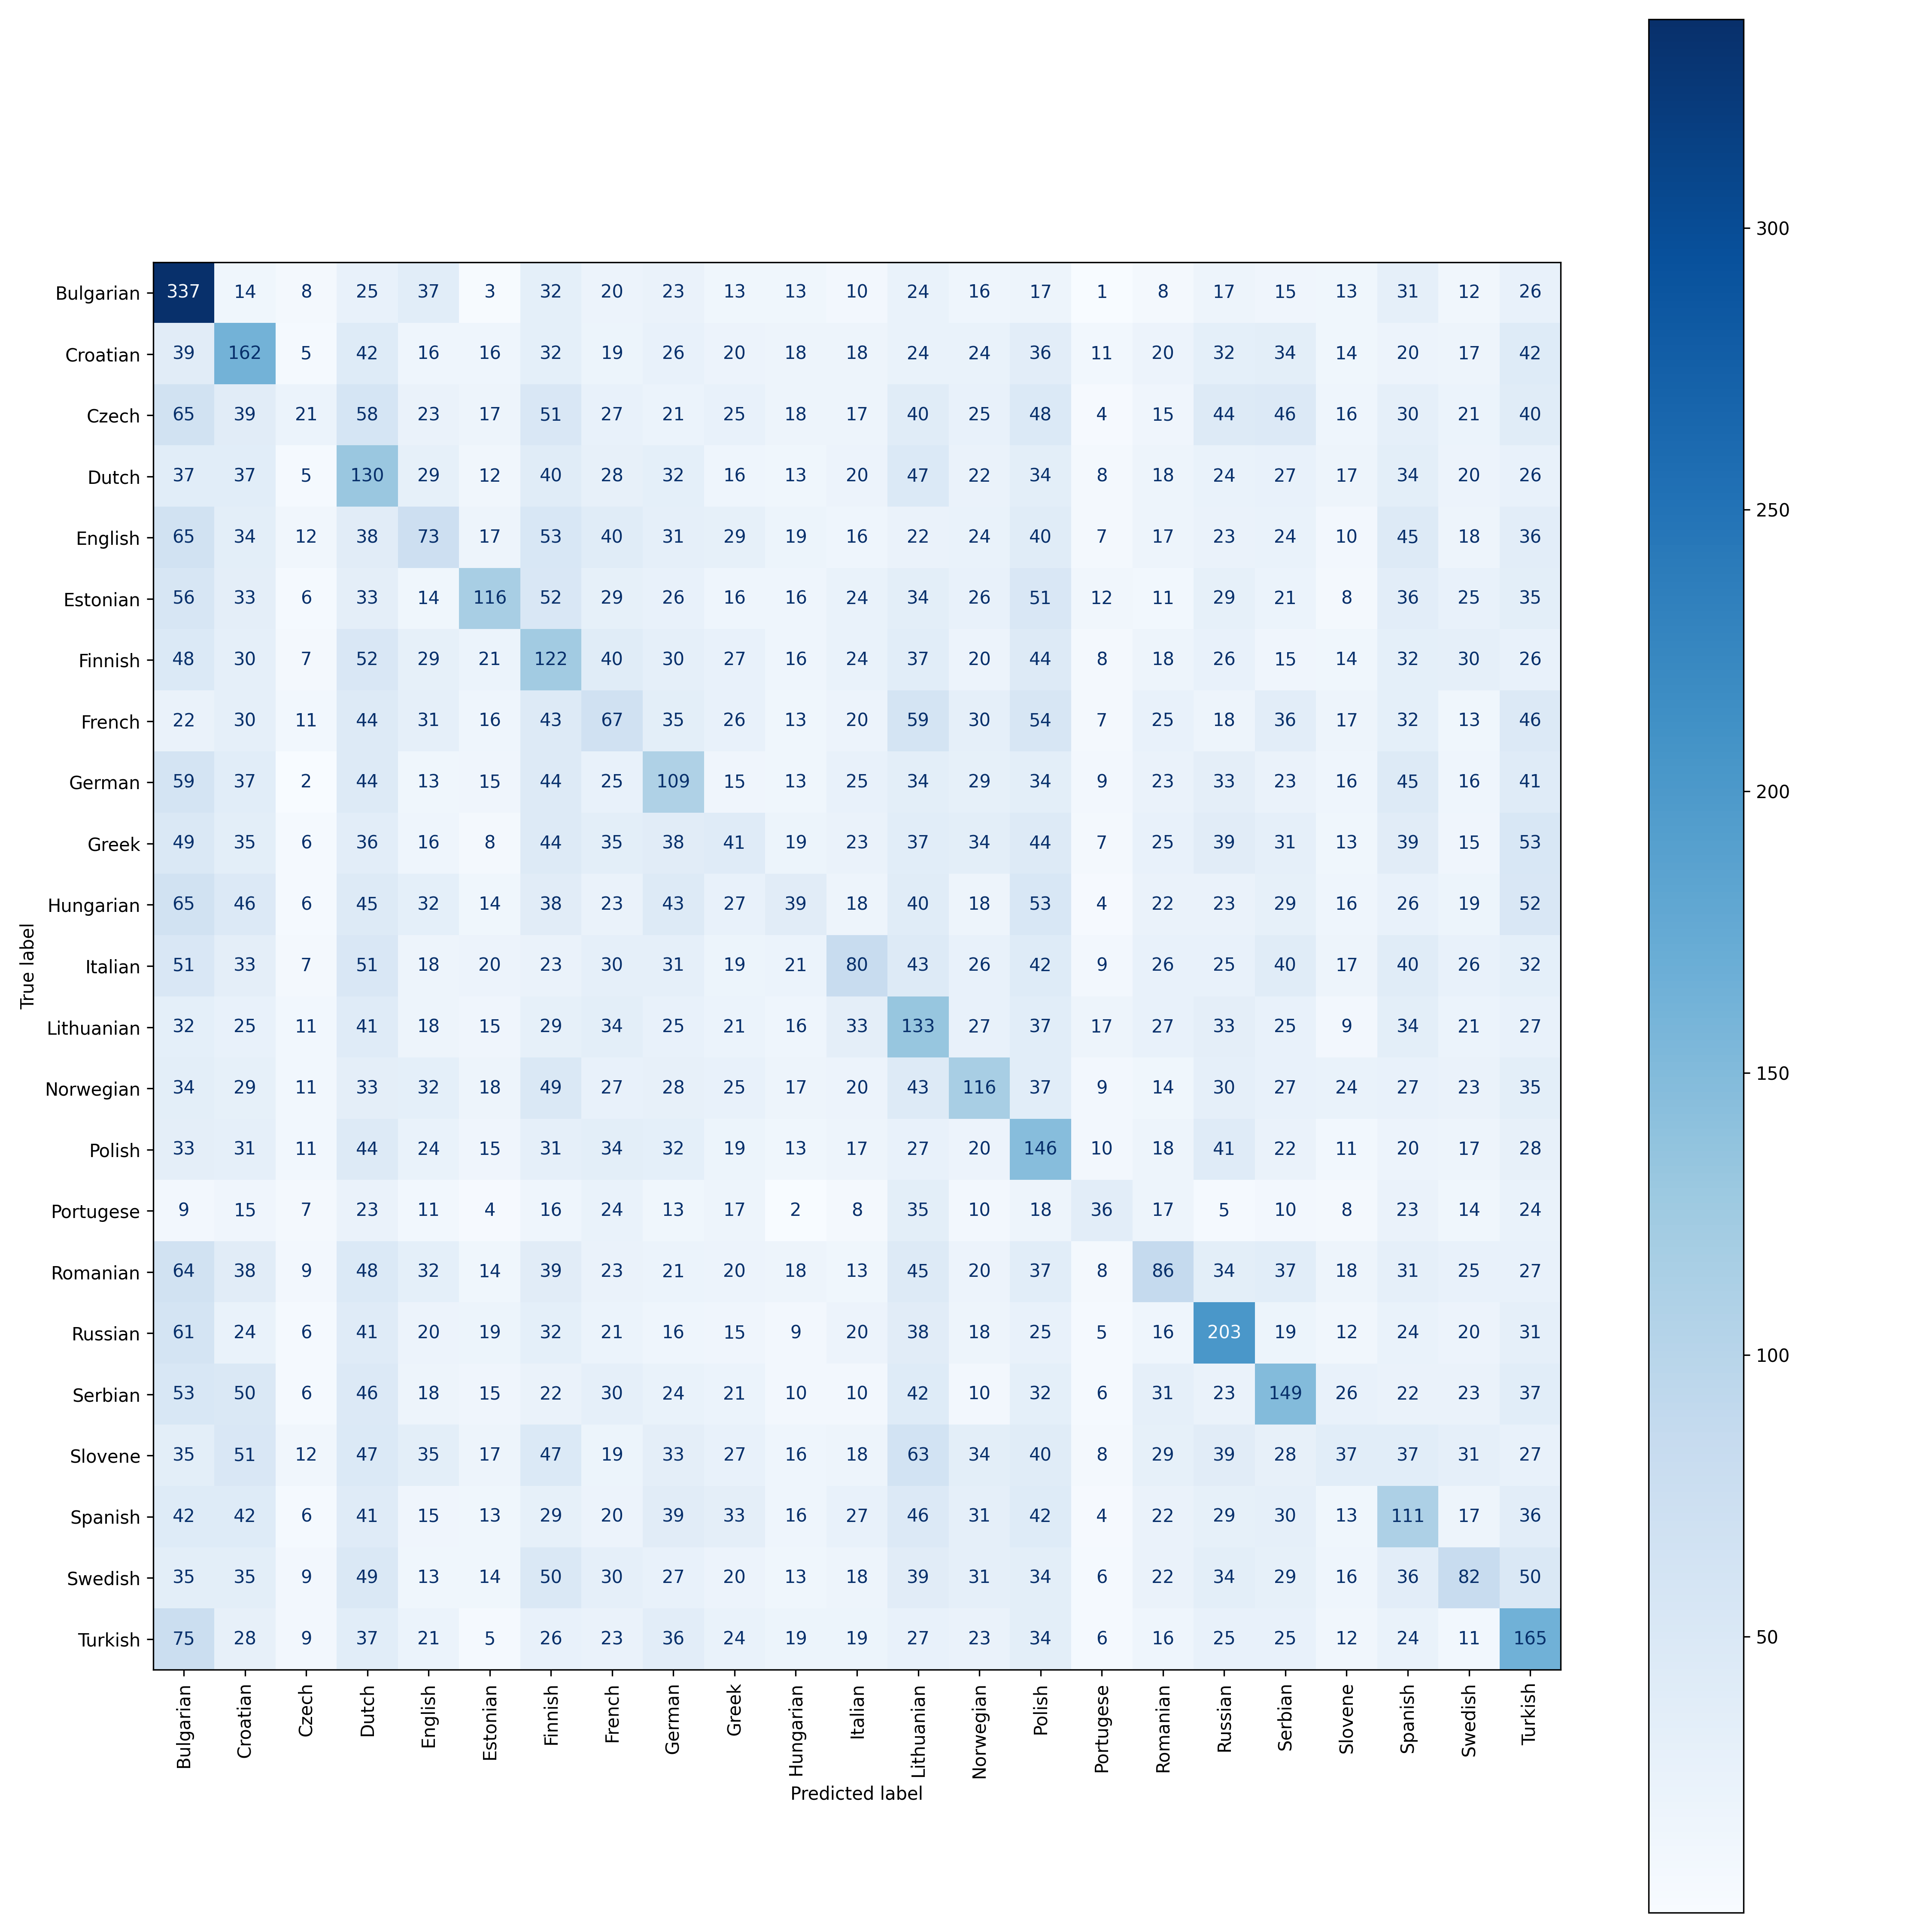 Bulgarian 337 14 8 25 37 3 32 20 23 13 13 10 24 16 17 1 8 17 15 13 31 12 26
Croatian 39 162 5 42 16 16 32 19 26 20 18 18 24 24 36 11 20 32 34 14 20 17 42
Czech 65 39 21 58 23 17 51 27 21 25 18 17 40 25 48 4 15 44 46 16 30 21 40
Dutch 37 37 5 130 29 12 40 28 32 16 13 20 47 22 34 8 18 24 27 17 34 20 26
English 65 34 12 38 73 17 53 40 31 29 19 16 22 24 40 7 17 23 24 10 45 18 36
Estonian 56 33 6 33 14 116 52 29 26 16 16 24 34 26 51 12 11 29 21 8 36 25 35
Finnish 48 30 7 52 29 21 122 40 30 27 16 24 37 20 44 8 18 26 15 14 32 30 26
French 22 30 11 44 31 16 43 67 35 26 13 20 59 30 54 7 25 18 36 17 32 13 46
German 59 37 2 44 13 15 44 25 109 15 13 25 34 29 34 9 23 33 23 16 45 16 41
Greek 49 35 6 36 16 8 44 35 38 41 19 23 37 34 44 7 25 39 31 13 39 15 53
Hungarian 65 46 6 45 32 14 38 23 43 27 39 18 40 18 53 4 22 23 29 16 26 19 52
Italian 51 33 7 51 18 20 23 30 31 19 21 80 43 26 42 9 26 25 40 17 40 26 32
Lithuanian 32 25 11 41 18 15 29 34 25 21 16 33 133 27 37 17 27 33 25 9 34 21 27
Norwegian 34 29 11 33 32 18 49 27 28 25 17 20 43 116 37 9 14 30 27 24 27 23 35
Polish 33 31 11 44 24 15 31 34 32 19 13 17 27 20 146 10 18 41 22 11 20 17 28
Portugese 9 15 7 23 11 4 16 24 13 17 2 8 35 10 18 36 17 5 10 8 23 14 24
Romanian 64 38 9 48 32 14 39 23 21 20 18 13 45 20 37 8 86 34 37 18 31 25 27
Russian 61 24 6 41 20 19 32 21 16 15 9 20 38 18 25 5 16 203 19 12 24 20 31
Serbian 53 50 6 46 18 15 22 30 24 21 10 10 42 10 32 6 31 23 149 26 22 23 37
Slovene 35 51 12 47 35 17 47 19 33 27 16 18 63 34 40 8 29 39 28 37 37 31 27
Spanish 42 42 6 41 15 13 29 20 39 33 16 27 46 31 42 4 22 29 30 13 111 17 36
Swedish 35 35 9 49 13 14 50 30 27 20 13 18 39 31 34 6 22 34 29 16 36 82 50
Turkish 75 28 9 37 21 5 26 23 36 24 19 19 27 23 34 6 16 25 25 12 24 11 165
Bulgarian Croatian Czech Dutch English Estonian Finnish French German Greek Hungarian Italian Lithuanian Norwegian Polish Portugese Romanian Russian Serbian Slovene Spanish Swedish Turkish
Predicted label
True label
300
250
200
150
100
50